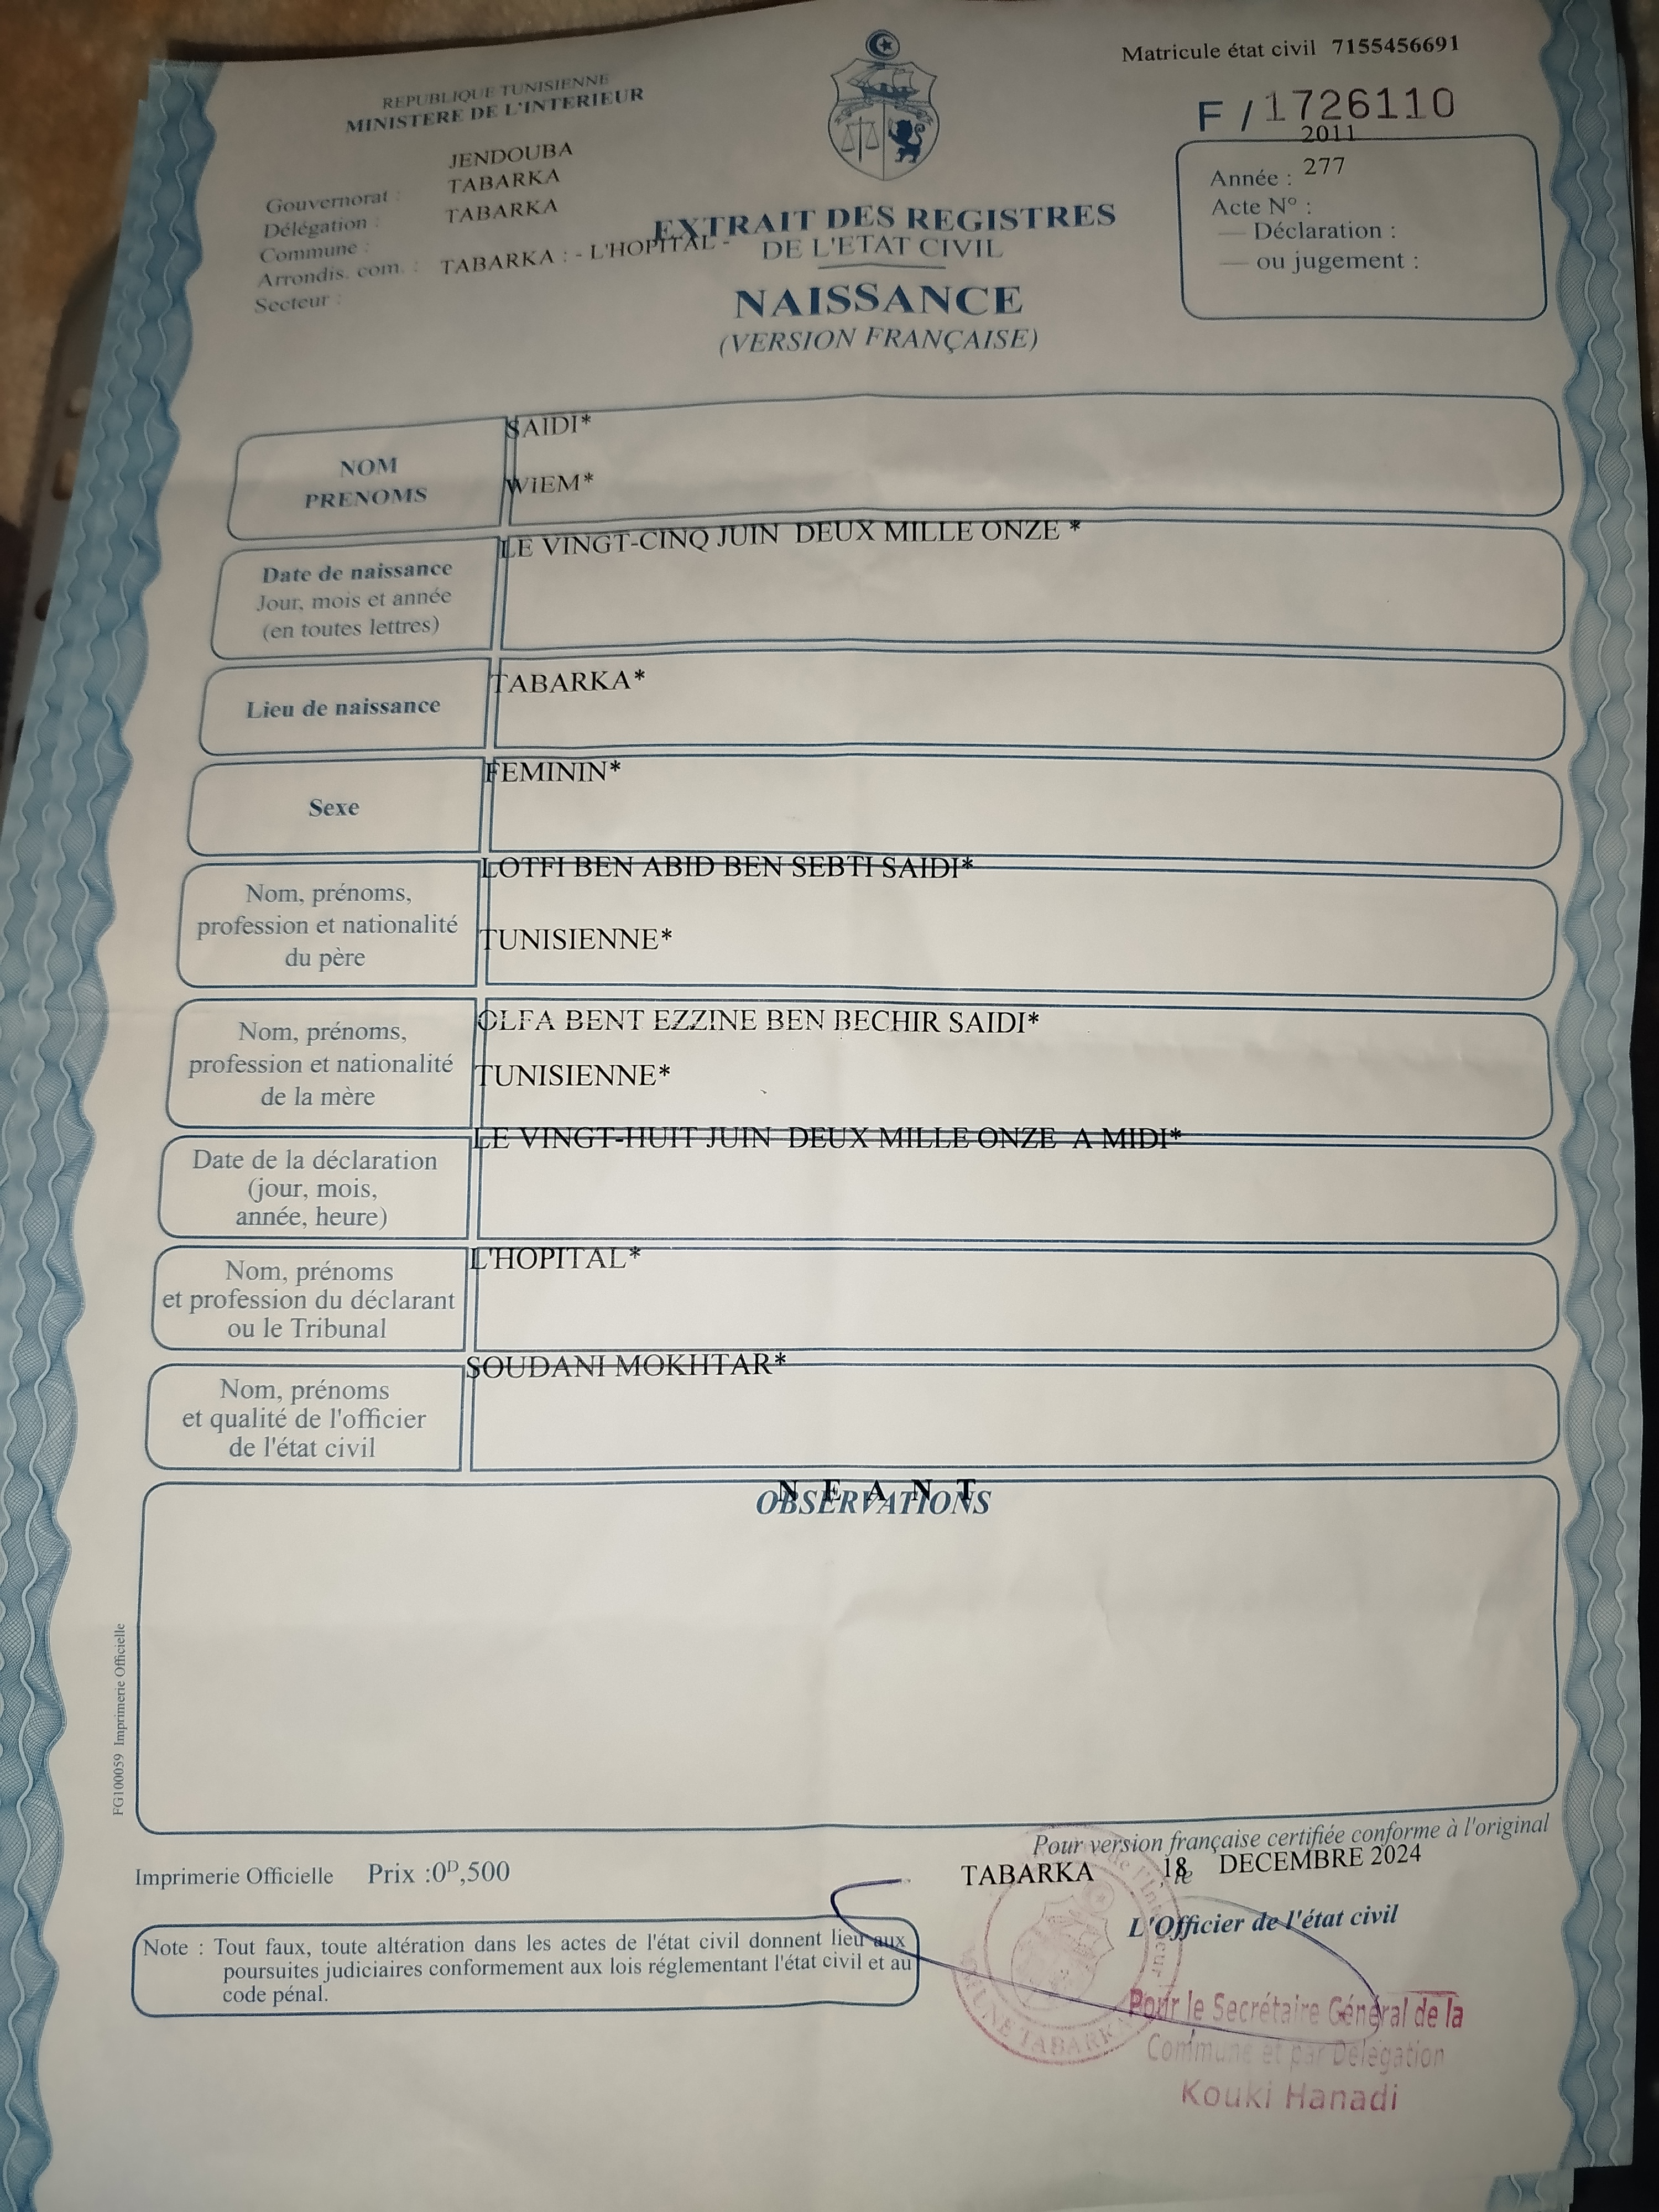 Matricule état civil 7155456691
REPUBLIQUE TUNISIENNE
MINISTERE DE L'INTERIEUR
F / 1726110
2011
JENDOUBA
TABARKA
Gouvernorat :
TABARKA
Délégation :
Commune :
Arrondis. com. : TABARKA : - L'HOPITAL -
Secteur :
Année : 277
Acte N° :
— Déclaration :
— ou jugement :
EXTRAIT DES REGISTRES
DE L'ETAT CIVIL
NAISSANCE
(VERSION FRANÇAISE)
NOM
PRENOMS
SAIDI*
WIEM*
Date de naissance
Jour, mois et année
(en toutes lettres)
LE VINGT-CINQ JUIN DEUX MILLE ONZE *
Lieu de naissance
TABARKA*
Sexe
FEMININ*
Nom, prénoms,
profession et nationalité
du père
LOTFI BEN ABID BEN SEBTI SAIDI*
TUNISIENNE*
Nom, prénoms,
profession et nationalité
de la mère
OLFA BENT EZZINE BEN BECHIR SAIDI*
TUNISIENNE*
Date de la déclaration
(jour, mois,
année, heure)
LE VINGT-HUIT JUIN DEUX MILLE ONZE A MIDI*
Nom, prénoms
et profession du déclarant
ou le Tribunal
L'HOPITAL*
Nom, prénoms
et qualité de l'officier
de l'état civil
SOUDANI MOKHTAR*
N E A N T
OBSERVATIONS
FG100059 Imprimerie Officielle
Pour version française certifiée conforme à l'original
Imprimerie Officielle Prix :0ᴰ,500
TABARKA le 18 DECEMBRE 2024
L'Officier de l'état civil
Note : Tout faux, toute altération dans les actes de l'état civil donnent lieu aux
poursuites judiciaires conformement aux lois réglementant l'état civil et au
code pénal.
TABARKA
Pour le Secrétaire Général de la
Commune et par Délégation
Kouki Hanadi